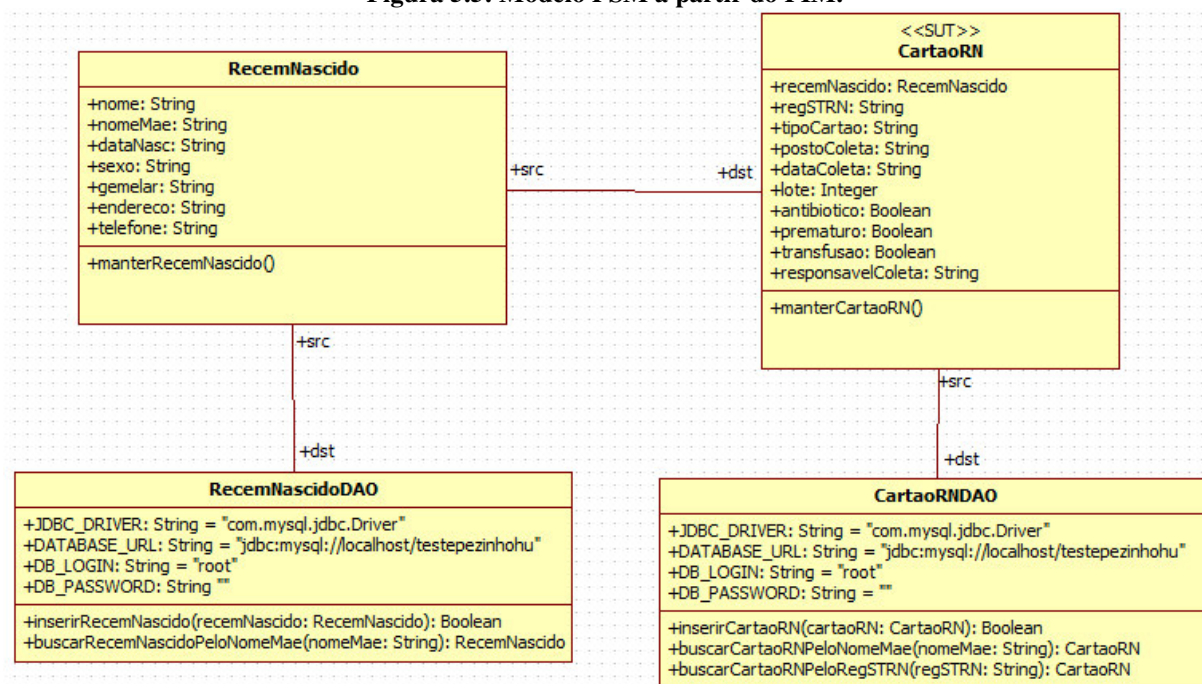 Figura 5.5: Modelo PSM a partir do PIM.
RecemNascido
+nome: String
+nomeMae: String
+dataNasc: String
+sexo: String
+gemelar: String
+endereco: String
+telefone: String
+manterRecemNascido()
<<SUT>>
CartaoRN
+recemNascido: RecemNascido
+regSTRN: String
+tipoCartao: String
+postoColeta: String
+dataColeta: String
+lote: Integer
+antibiotico: Boolean
+prematuro: Boolean
+transfusao: Boolean
+responsavelColeta: String
+manterCartaoRN()
+src
+dst
+src
+dst
+src
+dst
RecemNascidoDAO
+JDBC_DRIVER: String = "com.mysql.jdbc.Driver"
+DATABASE_URL: String = "jdbc:mysql://localhost/testepezinhohu"
+DB_LOGIN: String = "root"
+DB_PASSWORD: String ""
+inserirRecemNascido(recemNascido: RecemNascido): Boolean
+buscarRecemNascidoPeloNomeMae(nomeMae: String): RecemNascido
CartaoRNDAO
+JDBC_DRIVER: String = "com.mysql.jdbc.Driver"
+DATABASE_URL: String = "jdbc:mysql://localhost/testepezinhohu"
+DB_LOGIN: String = "root"
+DB_PASSWORD: String = ""
+inserirCartaoRN(cartaoRN: CartaoRN): Boolean
+buscarCartaoRNPeloNomeMae(nomeMae: String): CartaoRN
+buscarCartaoRNPeloRegSTRN(regSTRN: String): CartaoRN